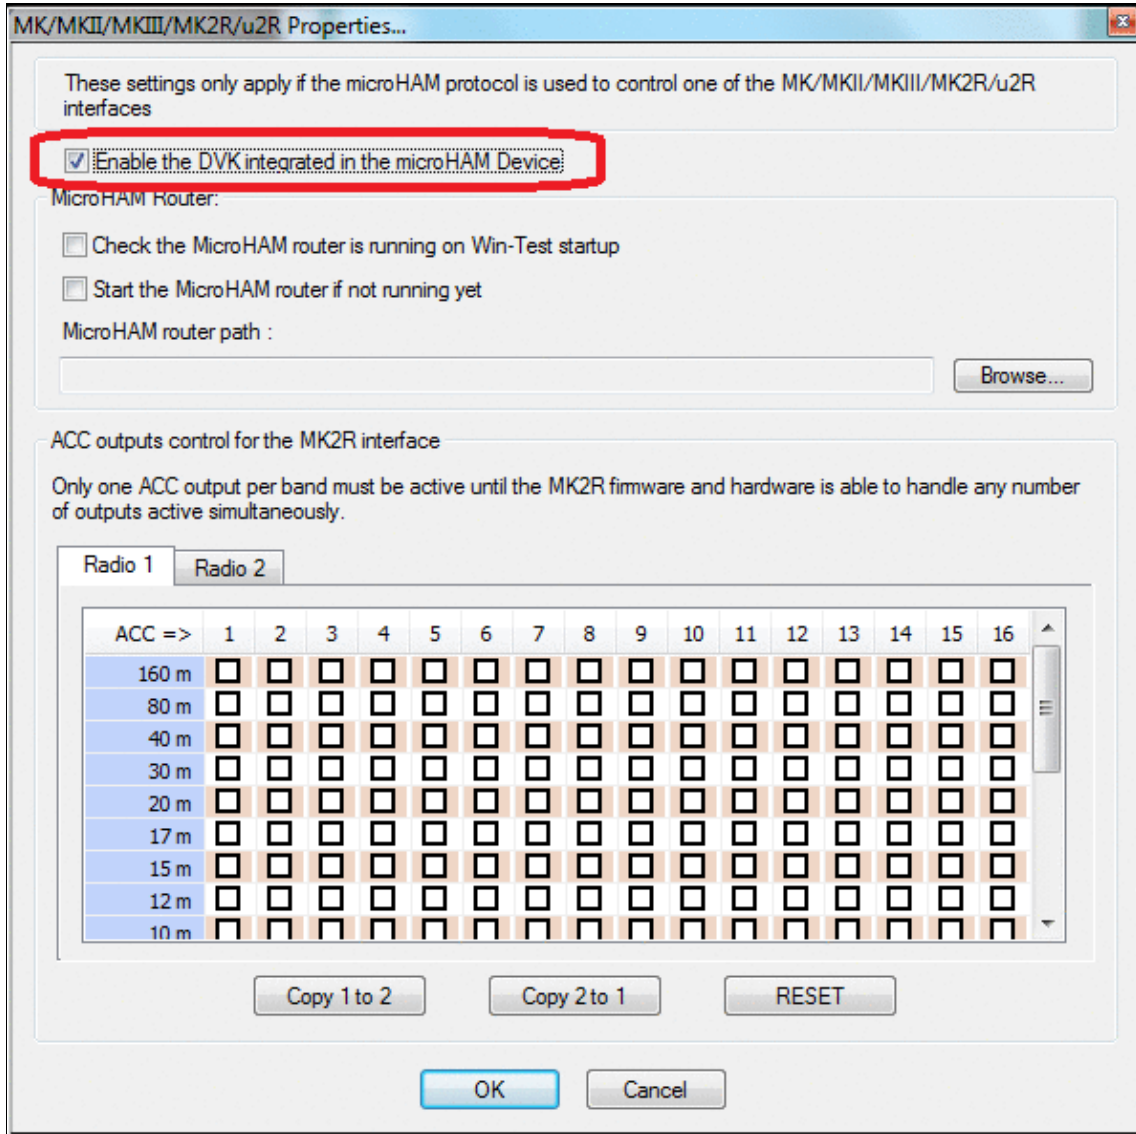 MK/MKII/MKIII/MK2R/u2R Properties...
These settings only apply if the microHAM protocol is used to control one of the MK/MKII/MKIII/MK2R/u2R
interfaces
Enable the DVK integrated in the microHAM Device
MicroHAM Router:
Check the MicroHAM router is running on Win-Test startup
Start the MicroHAM router if not running yet
MicroHAM router path :
Browse...
ACC outputs control for the MK2R interface
Only one ACC output per band must be active until the MK2R firmware and hardware is able to handle any number
of outputs active simultaneously.
Radio 1 Radio 2
ACC => 1 2 3 4 5 6 7 8 9 10 11 12 13 14 15 16
160 m
80 m
40 m
30 m
20 m
17 m
15 m
12 m
10 m
Copy 1 to 2 Copy 2 to 1 RESET
OK Cancel